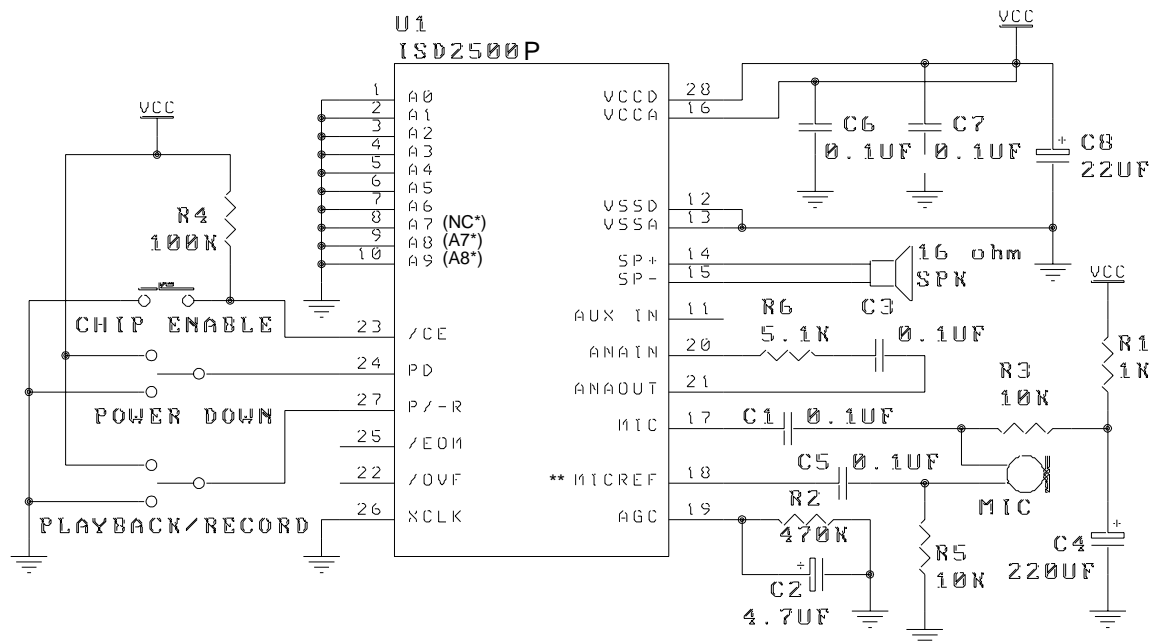 U1
ISD2500P
VCC
1 A0
2 A1
3 A2
4 A3
5 A4
6 A5
7 A6
8 A7 (NC*)
9 A8 (A7*)
10 A9 (A8*)
VCCD 28
VCCA 16
C6
0.1UF
C7
0.1UF
C8
+
22UF
VCC
R4
100K
VSSD 12
VSSA 13
SP+ 14
SP- 15
16 ohm
SPK
VCC
CHIP ENABLE
23 /CE
AUX IN 11
R6
5.1K
C3
0.1UF
R1
1K
24 PD
ANAIN 20
POWER DOWN
ANAOUT 21
R3
10K
27 P/-R
MIC 17
C1 0.1UF
25 /EOM
22 /OVF
** MICREF 18
C5 0.1UF
MIC
PLAYBACK/RECORD
26 XCLK
AGC 19
R2
470K
R5
10K
C4
+
220UF
+
C2
4.7UF